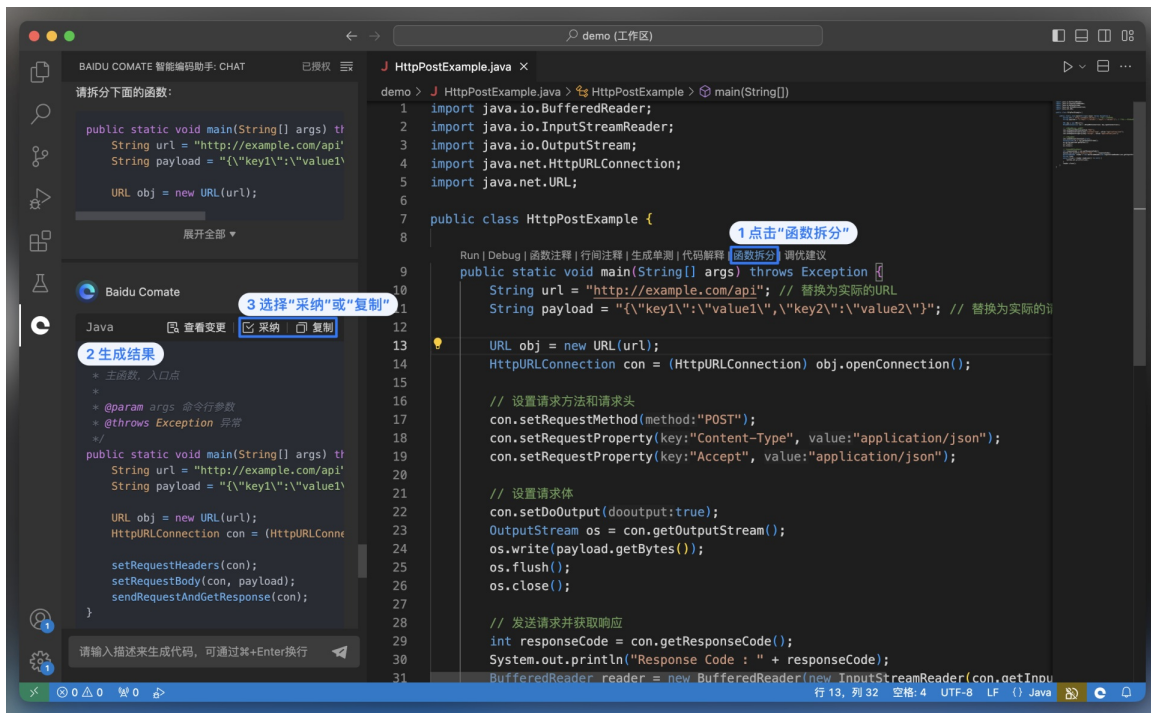 demo (工作区)
BAIDU COMATE 智能编码助手: CHAT 已授权
请拆分下面的函数：
public static void main(String[] args) th
String url = "http://example.com/api"
String payload = "{\"key1\":\"value1\
URL obj = new URL(url);
展开全部
Baidu Comate
3 选择“采纳”或“复制”
Java 查看变更 采纳 复制
2 生成结果
* 主函数，入口点
*
* @param args 命令行参数
* @throws Exception 异常
*/
public static void main(String[] args) th
String url = "http://example.com/api"
String payload = "{\"key1\":\"value1\
URL obj = new URL(url);
HttpURLConnection con = (HttpURLConne
setRequestHeaders(con);
setRequestBody(con, payload);
sendRequestAndGetResponse(con);
}
请输入描述来生成代码，可通过⌘+Enter换行
J HttpPostExample.java ×
demo > J HttpPostExample.java > HttpPostExample > main(String[])
1 import java.io.BufferedReader;
2 import java.io.InputStreamReader;
3 import java.io.OutputStream;
4 import java.net.HttpURLConnection;
5 import java.net.URL;
6
7 public class HttpPostExample {
1 点击“函数拆分”
8
Run | Debug | 函数注释 | 行间注释 | 生成单测 | 代码解释 | 函数拆分 | 调优建议
9 public static void main(String[] args) throws Exception {
10 String url = "http://example.com/api"; // 替换为实际的URL
11 String payload = "{\"key1\":\"value1\",\"key2\":\"value2\"}"; // 替换为实际的
12
13 URL obj = new URL(url);
14 HttpURLConnection con = (HttpURLConnection) obj.openConnection();
15
16 // 设置请求方法和请求头
17 con.setRequestMethod(method:"POST");
18 con.setRequestProperty(key:"Content-Type", value:"application/json");
19 con.setRequestProperty(key:"Accept", value:"application/json");
20
21 // 设置请求体
22 con.setDoOutput(dooutput:true);
23 OutputStream os = con.getOutputStream();
24 os.write(payload.getBytes());
25 os.flush();
26 os.close();
27
28 // 发送请求并获取响应
29 int responseCode = con.getResponseCode();
30 System.out.println("Response Code : " + responseCode);
31 BufferedReader reader = new BufferedReader(new InputStreamReader(con.getInpu
0 0 0 行 13, 列 32 空格: 4 UTF-8 LF {} Java